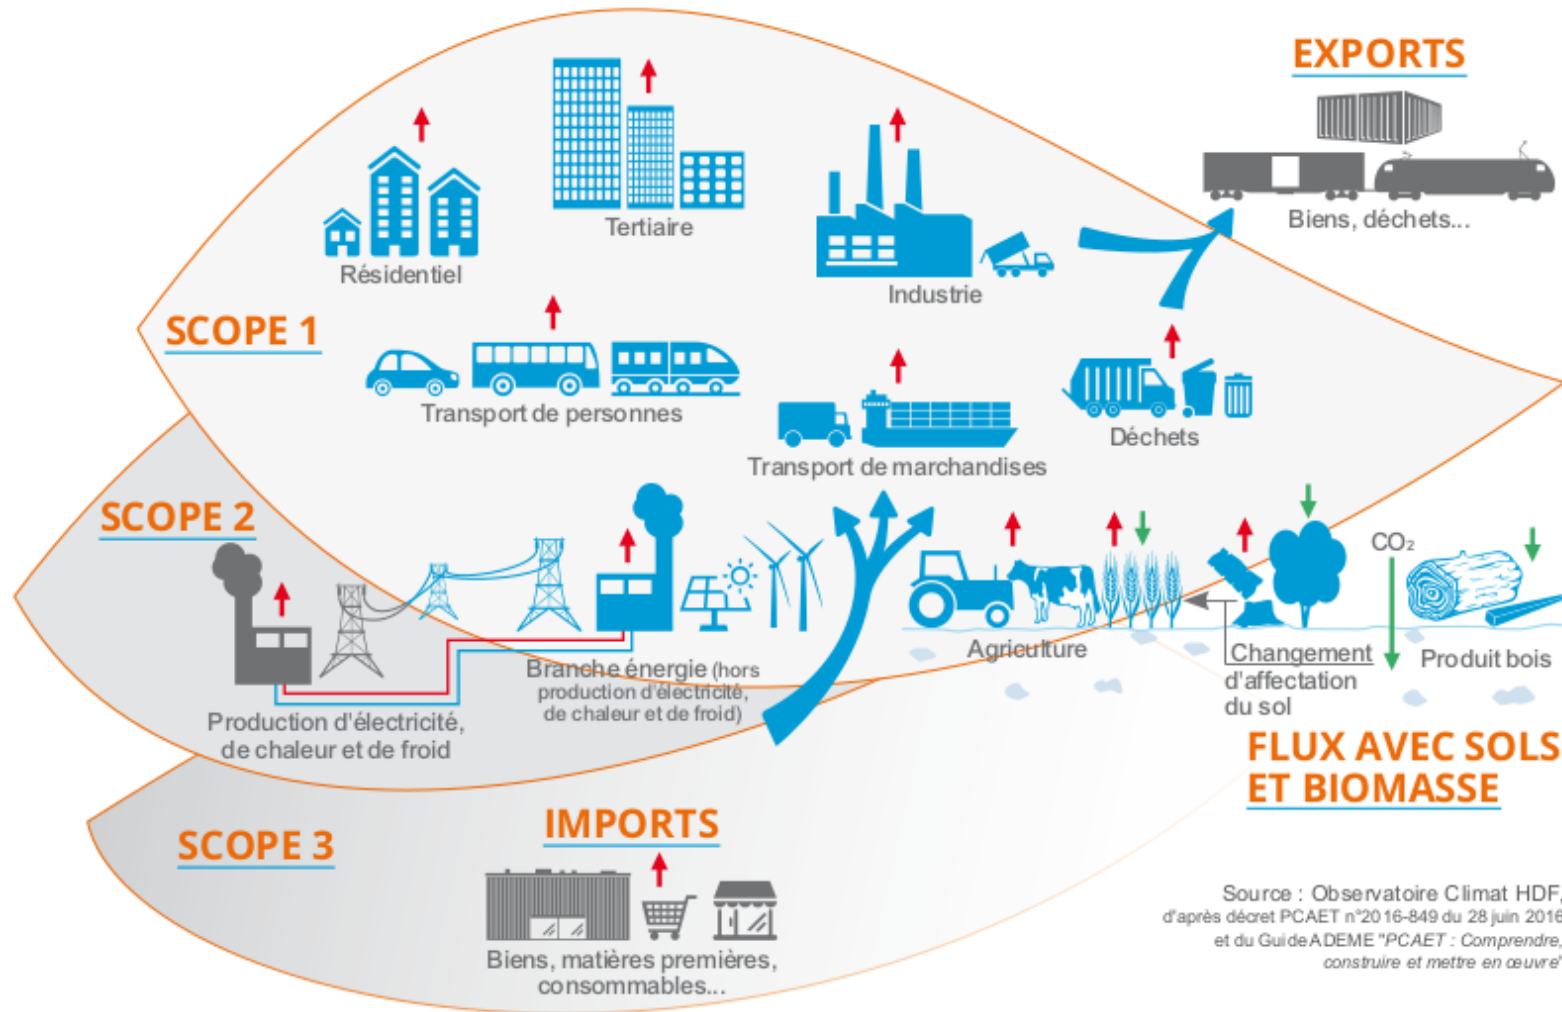 EXPORTS
Biens, déchets...
Tertiaire
Résidentiel
Industrie
SCOPE 1
Transport de personnes
Transport de marchandises
Déchets
SCOPE 2
CO₂
Branche énergie (hors
production d'électricité,
de chaleur et de froid)
Agriculture
Changement
d'affectation
du sol
Produit bois
Production d'électricité,
de chaleur et de froid
FLUX AVEC SOLS
ET BIOMASSE
SCOPE 3
IMPORTS
Biens, matières premières,
consommables...
Source : Observatoire Climat HDF,
d'après décret PCAET n°2016-849 du 28 juin 2016
et du Guide ADEME "PCAET : Comprendre,
construire et mettre en œuvre"